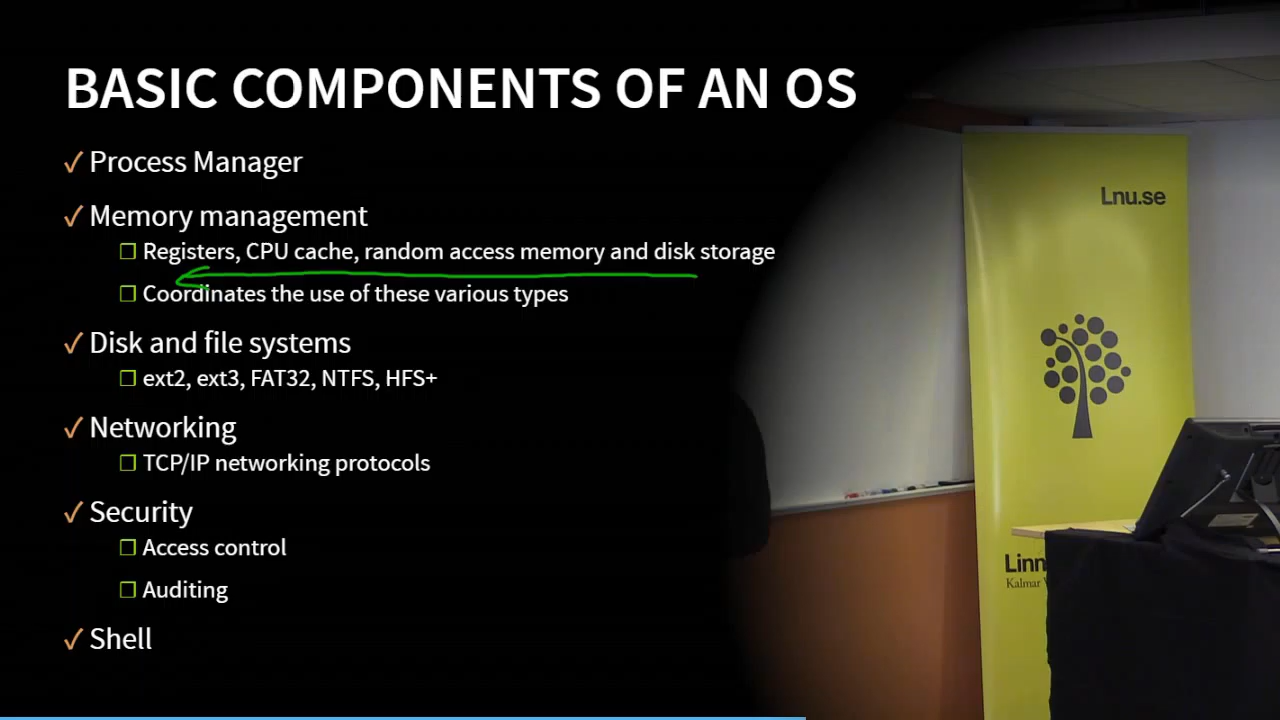 BASIC COMPONENTS OF AN OS
✓ Process Manager
✓ Memory management
❐ Registers, CPU cache, random access memory and disk storage
❐ Coordinates the use of these various types
✓ Disk and file systems
❐ ext2, ext3, FAT32, NTFS, HFS+
✓ Networking
❐ TCP/IP networking protocols
✓ Security
❐ Access control
❐ Auditing
✓ Shell
Lnu.se
Linn
Kalmar